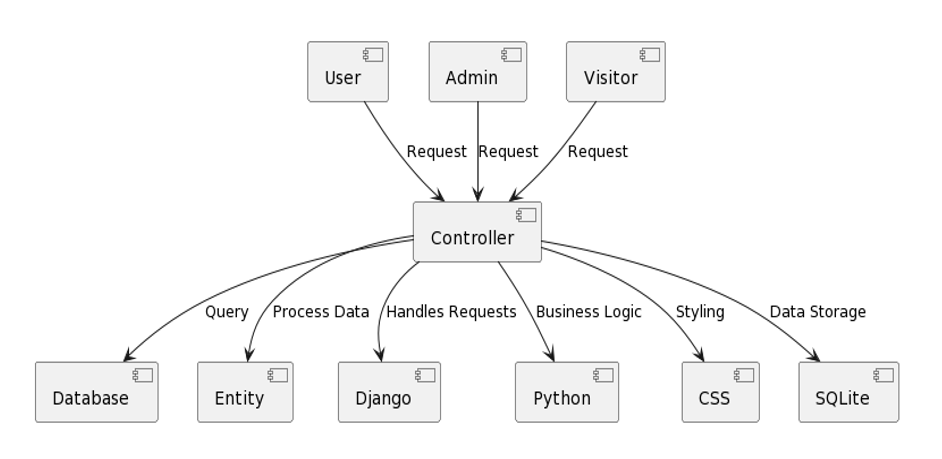 User
Admin
Visitor
Request
Request
Request
Controller
Query
Process Data
Handles Requests
Business Logic
Styling
Data Storage
Database
Entity
Django
Python
CSS
SQLite